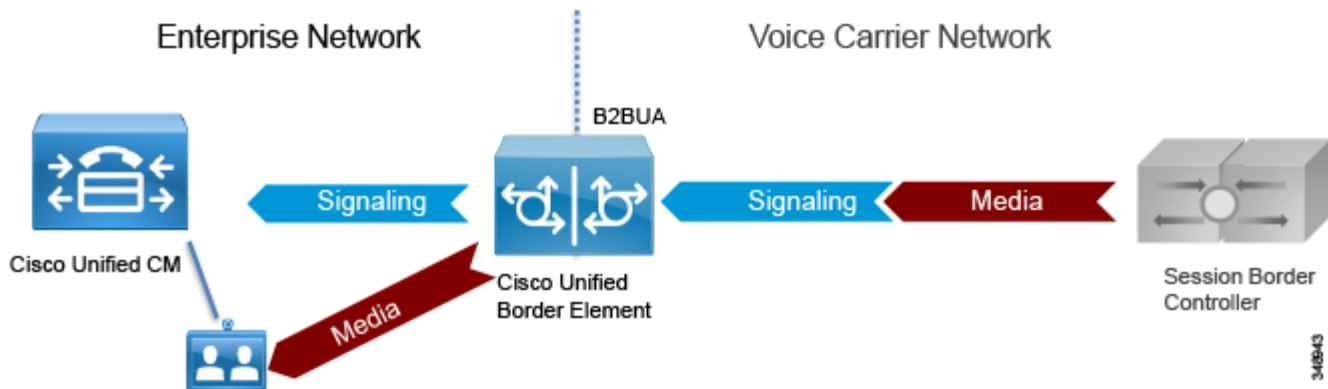 Enterprise Network
Voice Carrier Network
B2BUA
Signaling
Signaling
Media
Cisco Unified CM
Cisco Unified
Border Element
Session Border
Controller
Media
348943